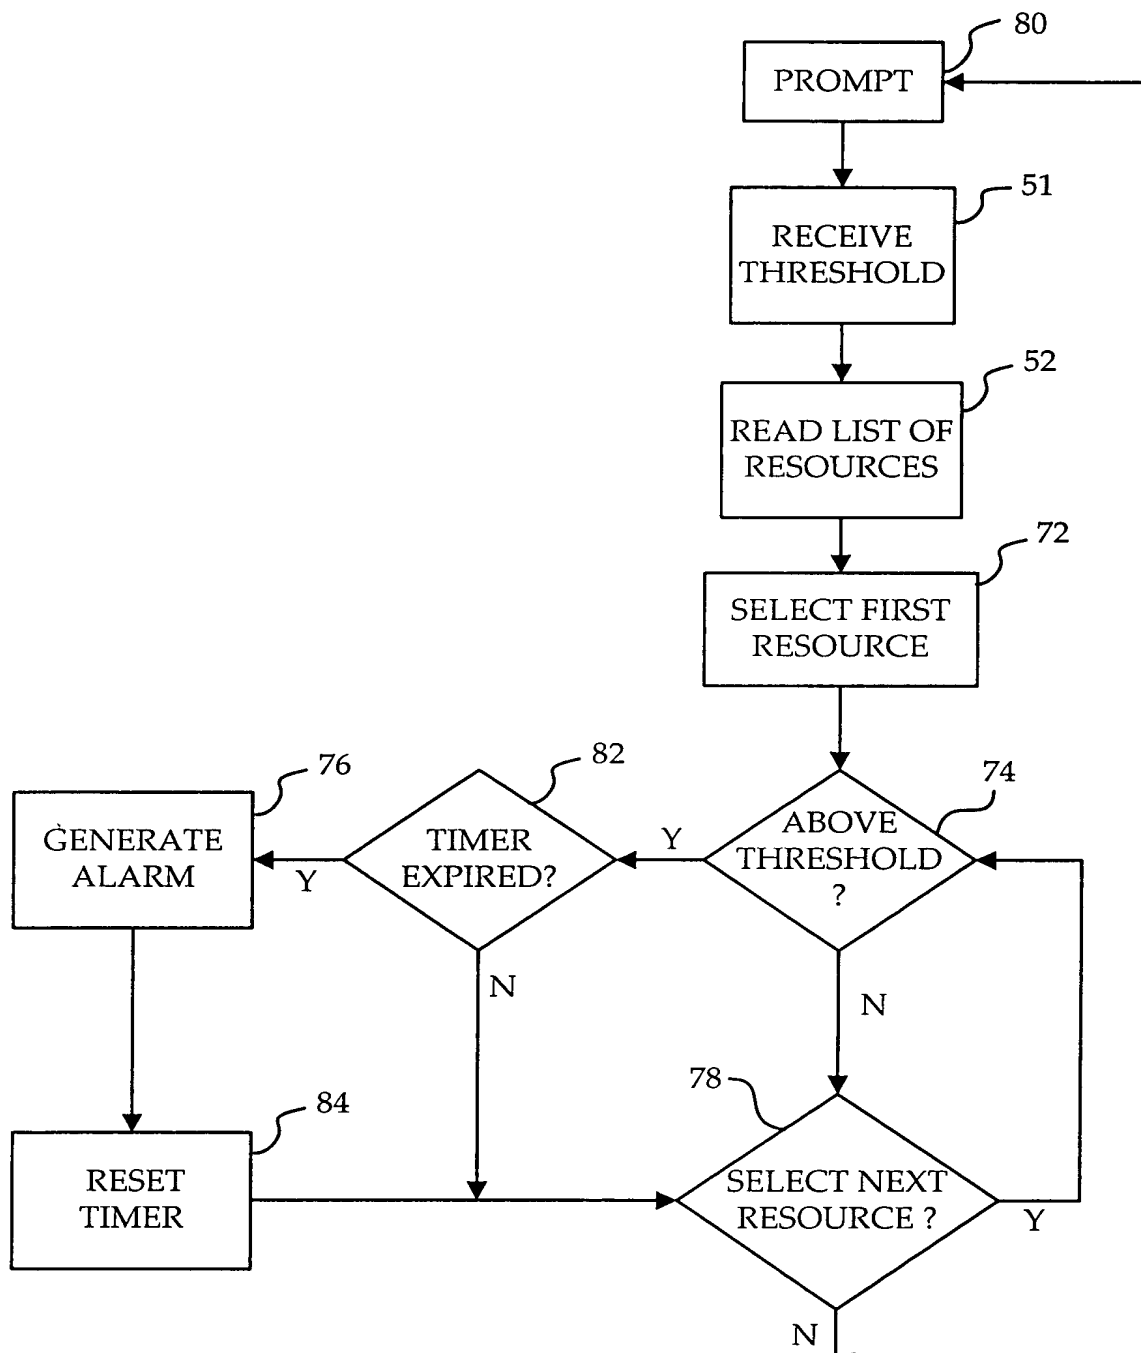 80
PROMPT
51
RECEIVE
THRESHOLD
52
READ LIST OF
RESOURCES
72
SELECT FIRST
RESOURCE
76
GENERATE
ALARM
Y
82
TIMER
EXPIRED?
Y
74
ABOVE
THRESHOLD
?
N
N
84
RESET
TIMER
78
SELECT NEXT
RESOURCE ?
Y
N